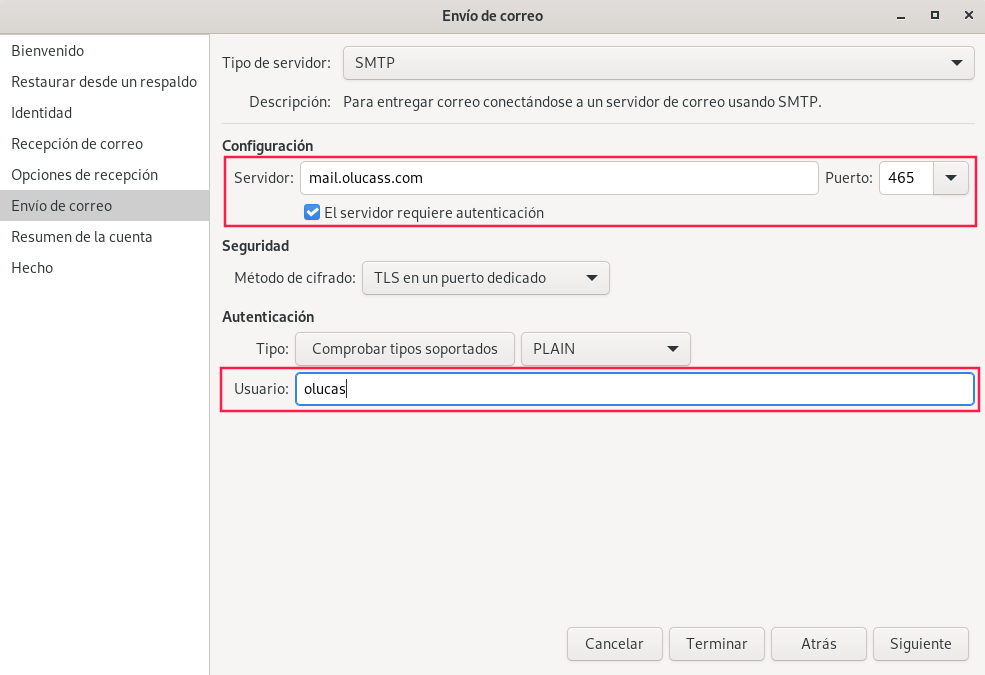 Envío de correo
Bienvenido
Restaurar desde un respaldo
Identidad
Recepción de correo
Opciones de recepción
Envío de correo
Resumen de la cuenta
Hecho
Tipo de servidor: SMTP
Descripción: Para entregar correo conectándose a un servidor de correo usando SMTP.
Configuración
Servidor: mail.olucass.com Puerto: 465
El servidor requiere autenticación
Seguridad
Método de cifrado: TLS en un puerto dedicado
Autenticación
Tipo: Comprobar tipos soportados PLAIN
Usuario: olucas
Cancelar Terminar Atrás Siguiente